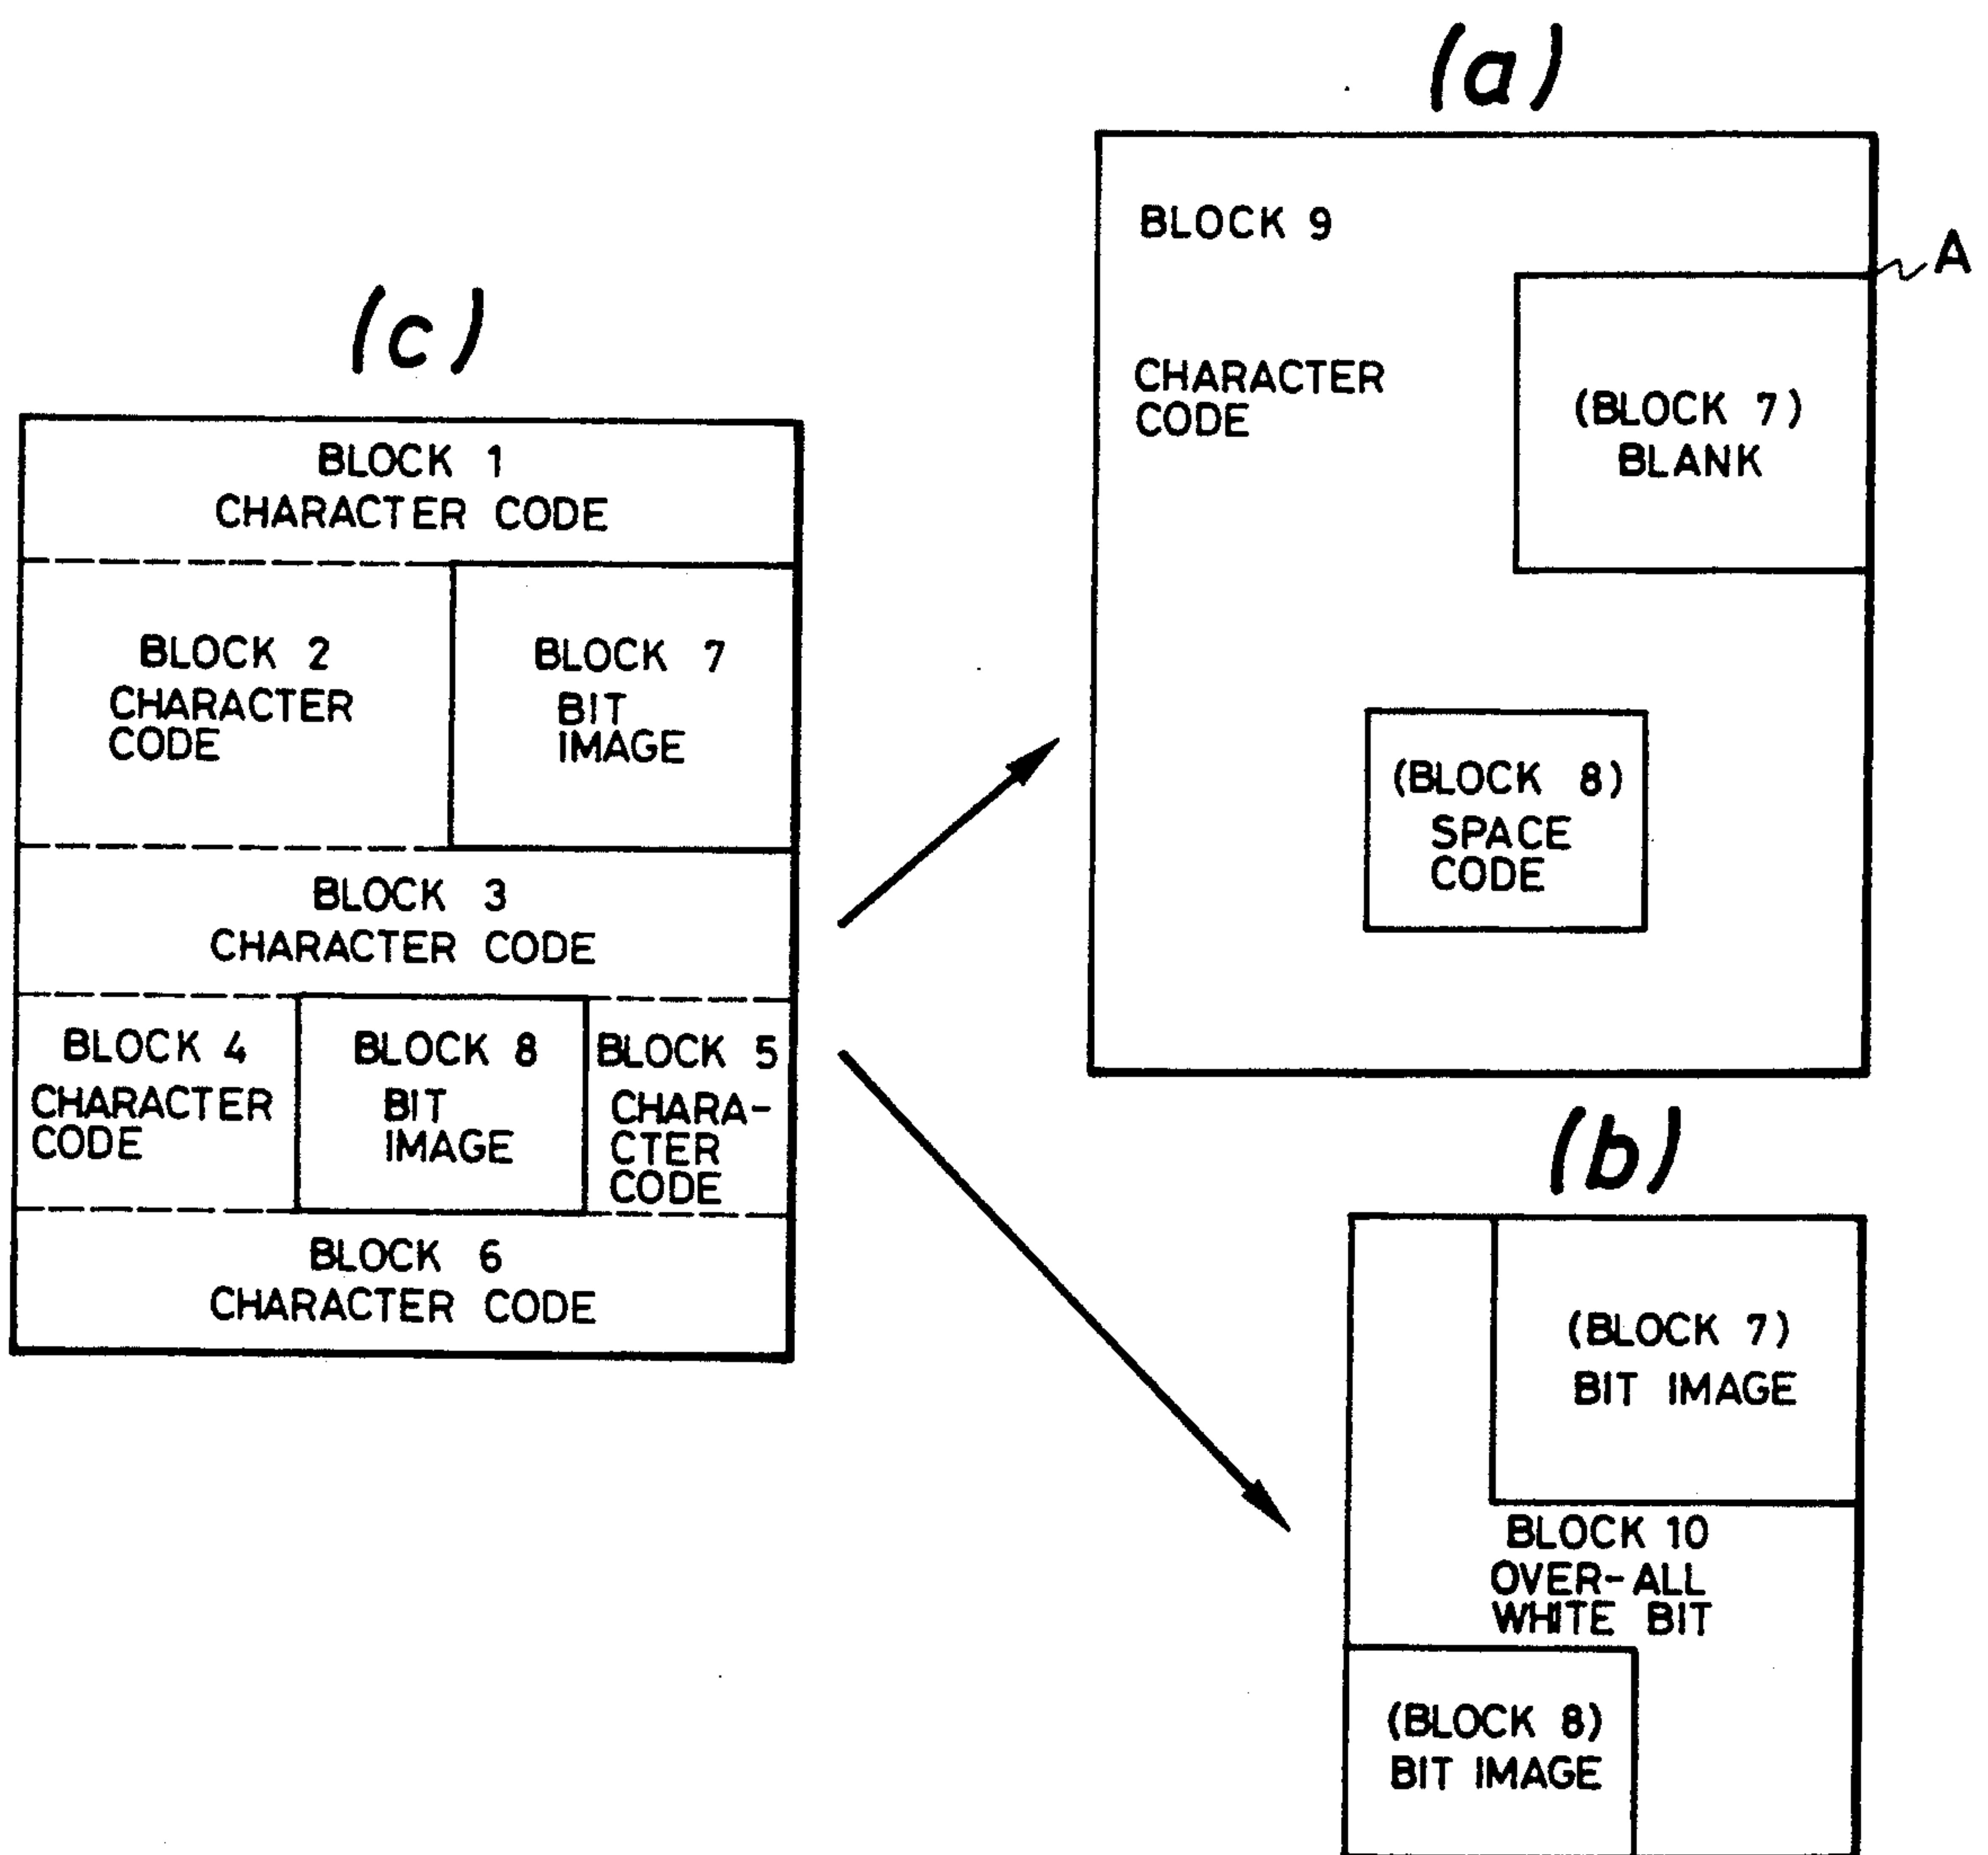 (c)
BLOCK 1
CHARACTER CODE
BLOCK 2
CHARACTER
CODE
BLOCK 7
BIT
IMAGE
BLOCK 3
CHARACTER CODE
BLOCK 4
CHARACTER
CODE
BLOCK 8
BIT
IMAGE
BLOCK 5
CHARA-
CTER
CODE
BLOCK 6
CHARACTER CODE
(a)
BLOCK 9
CHARACTER
CODE
A
(BLOCK 7)
BLANK
(BLOCK 8)
SPACE
CODE
(b)
(BLOCK 7)
BIT IMAGE
BLOCK 10
OVER-ALL
WHITE BIT
(BLOCK 8)
BIT IMAGE